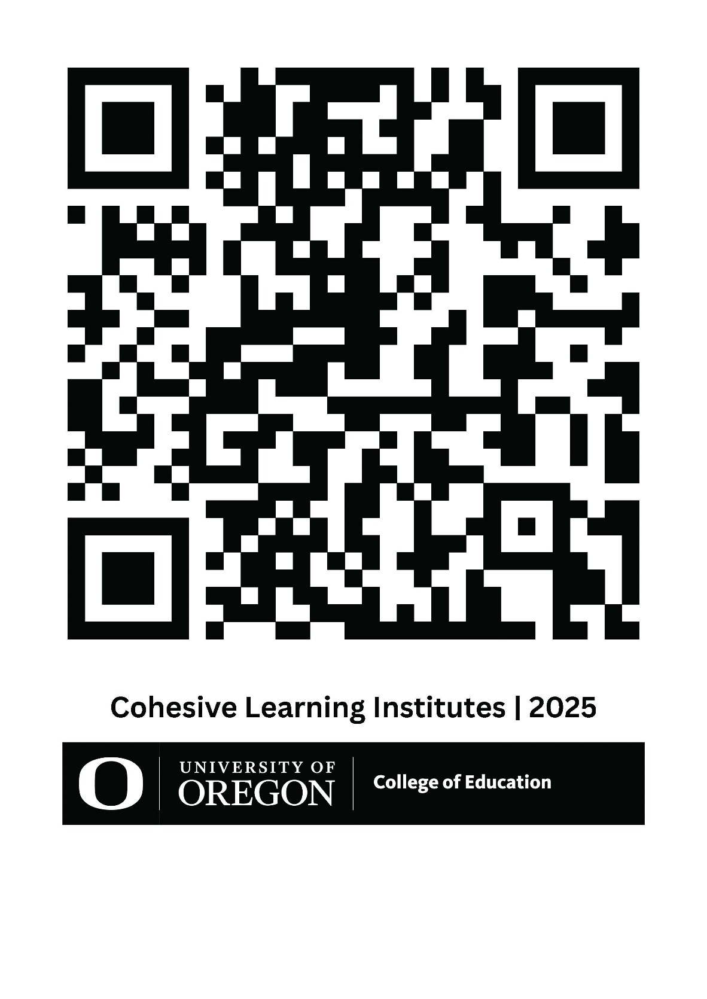 Cohesive Learning Institutes | 2025
O
UNIVERSITY OF
OREGON
College of Education